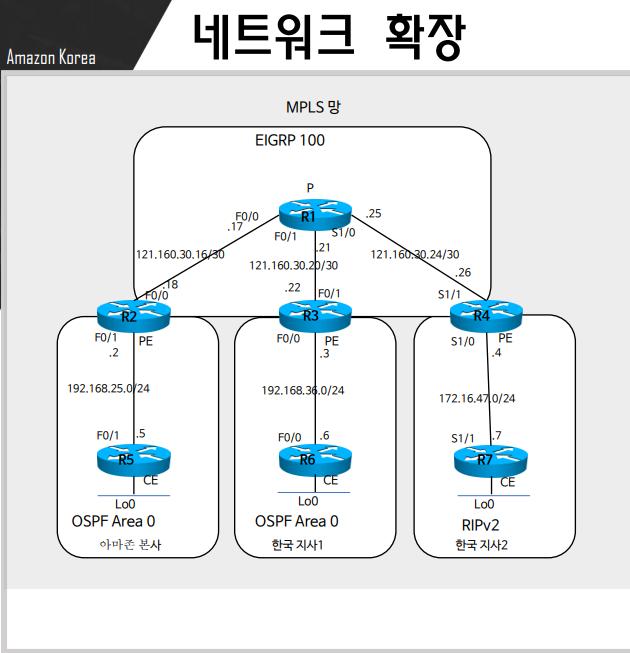 네트워크 확장
Amazon Korea
MPLS 망
EIGRP 100
P
R1
F0/0
.17
F0/1
S1/0
.25
.21
121.160.30.16/30
121.160.30.20/30
121.160.30.24/30
.18
F0/0
.22
F0/1
.26
S1/1
R2
R3
R4
F0/1
PE
.2
F0/0
PE
.3
S1/0
PE
.4
192.168.25.0/24
192.168.36.0/24
172.16.47.0/24
F0/1
.5
F0/0
.6
S1/1
.7
R5
R6
R7
CE
CE
CE
Lo0
Lo0
Lo0
OSPF Area 0
OSPF Area 0
RIPv2
아마존 본사
한국 지사1
한국 지사2